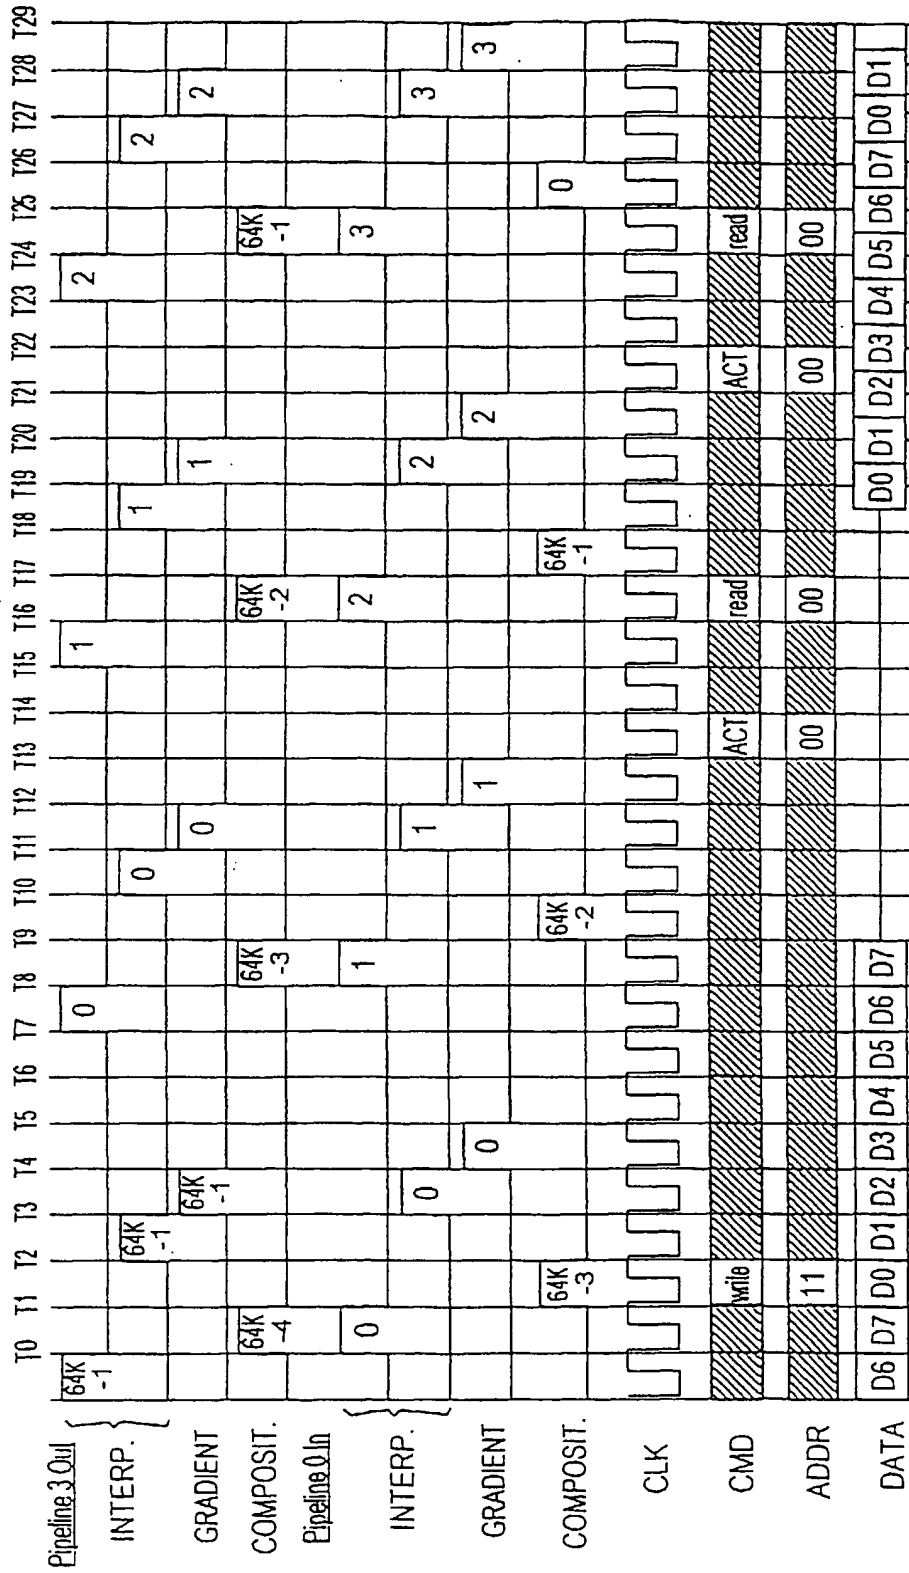 T0 T1 T2 T3 T4 T5 T6 T7 T8 T9 T10 T11 T12 T13 T14 T15 T16 T17 T18 T19 T20 T21 T22 T23 T24 T25 T26 T27 T28 T29
Pipeline 3 Out
64K -1 0 1 2
INTERP. 64K -1 0 1 2
GRADIENT 64K -1 0 1 2
COMPOSIT. 64K -4 64K -3 64K -2 64K -1
Pipeline 0 In
0 1 2 3
INTERP. 0 1 2 3
GRADIENT 0 1 2 3
COMPOSIT. 64K -3 64K -2 64K -1 0
CLK
CMD write ACT read ACT read
ADDR 11 00 00 00 00
DATA D6 D7 D0 D1 D2 D3 D4 D5 D6 D7 D0 D1 D2 D3 D4 D5 D6 D7 D0 D1